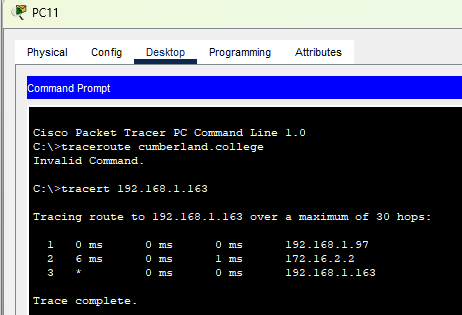 PC11
Physical Config Desktop Programming Attributes
Command Prompt
Cisco Packet Tracer PC Command Line 1.0
C:\>traceroute cumberland.college
Invalid Command.
C:\>tracert 192.168.1.163
Tracing route to 192.168.1.163 over a maximum of 30 hops:
1 0 ms 0 ms 0 ms 192.168.1.97
2 6 ms 0 ms 1 ms 172.16.2.2
3 * 0 ms 0 ms 192.168.1.163
Trace complete.